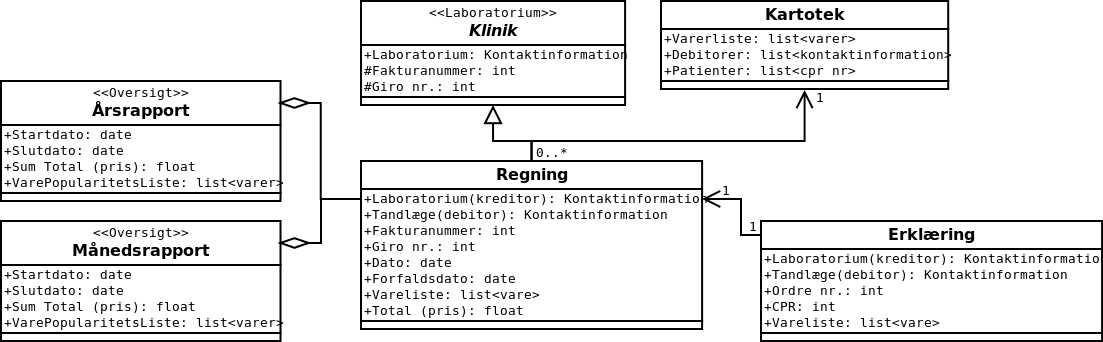 <<Laboratorium>>
Klinik
+Laboratorium: Kontaktinformation
#Fakturanummer: int
#Giro nr.: int
Kartotek
+Varerliste: list<varer>
+Debitorer: list<kontaktinformation>
+Patienter: list<cpr nr>
<<Oversigt>>
Årsrapport
+Startdato: date
+Slutdato: date
+Sum Total (pris): float
+VarePopularitetsListe: list<varer>
<<Oversigt>>
Månedsrapport
+Startdato: date
+Slutdato: date
+Sum Total (pris): float
+VarePopularitetsListe: list<varer>
1
0..*
Regning
+Laboratorium(kreditor): Kontaktinformation
+Tandlæge(debitor): Kontaktinformation
+Fakturanummer: int
+Giro nr.: int
+Dato: date
+Forfaldsdato: date
+Vareliste: list<vare>
+Total (pris): float
1
1
Erklæring
+Laboratorium(kreditor): Kontaktinformation
+Tandlæge(debitor): Kontaktinformation
+Ordre nr.: int
+CPR: int
+Vareliste: list<vare>